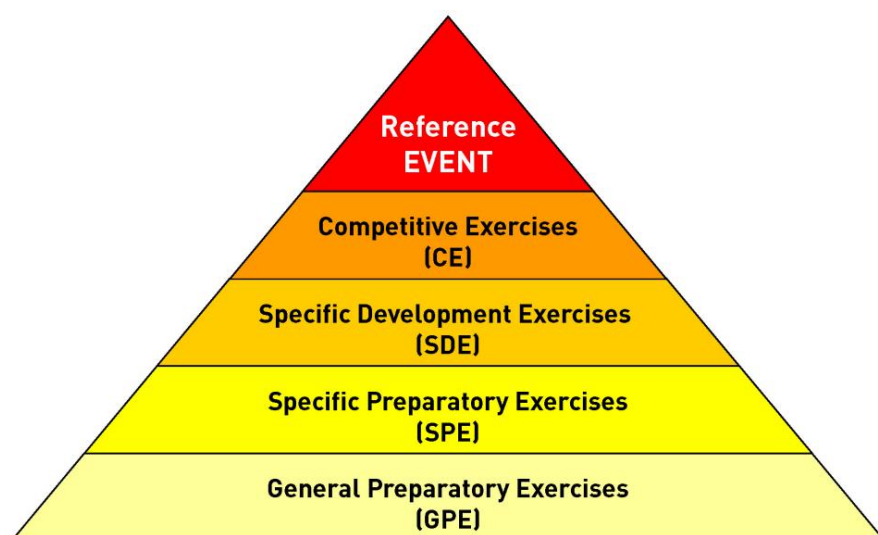 Reference
EVENT
Competitive Exercises
(CE)
Specific Development Exercises
(SDE)
Specific Preparatory Exercises
(SPE)
General Preparatory Exercises
(GPE)